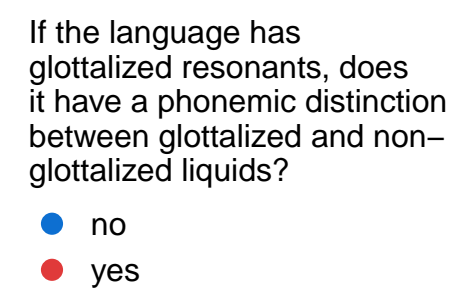 If the language has
glottalized resonants, does
it have a phonemic distinction
between glottalized and non−
glottalized liquids?
no
yes